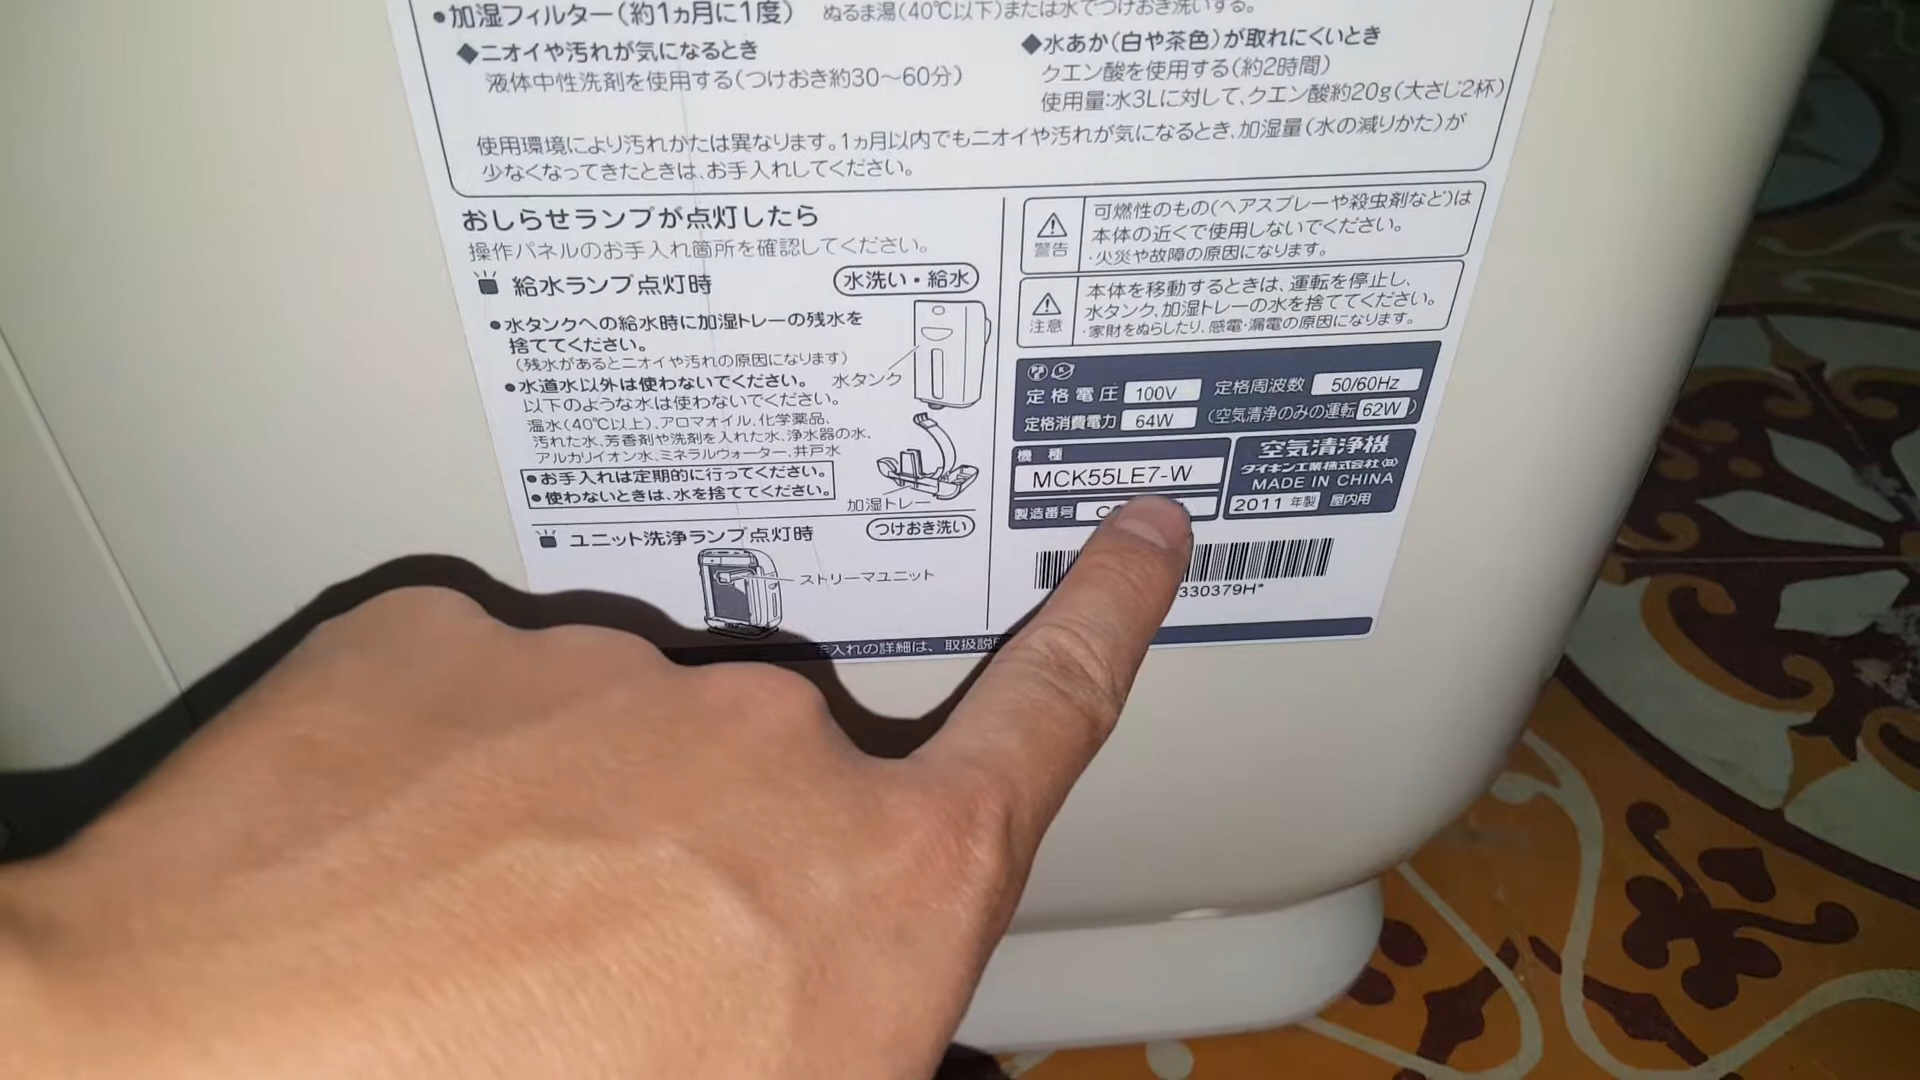 ●加湿フィルター(約1ヵ月に1度) ぬるま湯(40℃以下)または水でつけおき洗いする。
◆ニオイや汚れが気になるとき
液体中性洗剤を使用する(つけおき約30〜60分)
◆水あか(白や茶色)が取れにくいとき
クエン酸を使用する(約2時間)
使用量:水3Lに対して、クエン酸約20g(大さじ2杯)
使用環境により汚れかたは異なります。1ヵ月以内でもニオイや汚れが気になるとき、加湿量(水の減りかた)が
少なくなってきたときは、お手入れしてください。
おしらせランプが点灯したら
操作パネルのお手入れ箇所を確認してください。
給水ランプ点灯時
水洗い・給水
●水タンクへの給水時に加湿トレーの残水を
捨ててください。
(残水があるとニオイや汚れの原因になります)
●水道水以外は使わないでください。
以下のような水は使わないでください。
温水(40℃以上)、アロマオイル、化学薬品、
汚れた水、芳香剤や洗剤を入れた水、浄水器の水、
アルカリイオン水、ミネラルウォーター、井戸水
●お手入れは定期的に行ってください。
●使わないときは、水を捨ててください。
水タンク
加湿トレー
ユニット洗浄ランプ点灯時
つけおき洗い
ストリーマユニット
手入れの詳細は、取扱説
警告
可燃性のもの(ヘアスプレーや殺虫剤など)は
本体の近くで使用しないでください。
・火災や故障の原因になります。
注意
本体を移動するときは、運転を停止し、
水タンク、加湿トレーの水を捨ててください。
・家財をぬらしたり、感電・漏電の原因になります。
定格電圧 100V 定格周波数 50/60Hz
定格消費電力 64W (空気清浄のみの運転 62W)
機種
MCK55LE7-W
製造番号
空気清浄機
ダイキン工業株式会社
MADE IN CHINA
2011 年製 屋内用
330379H*